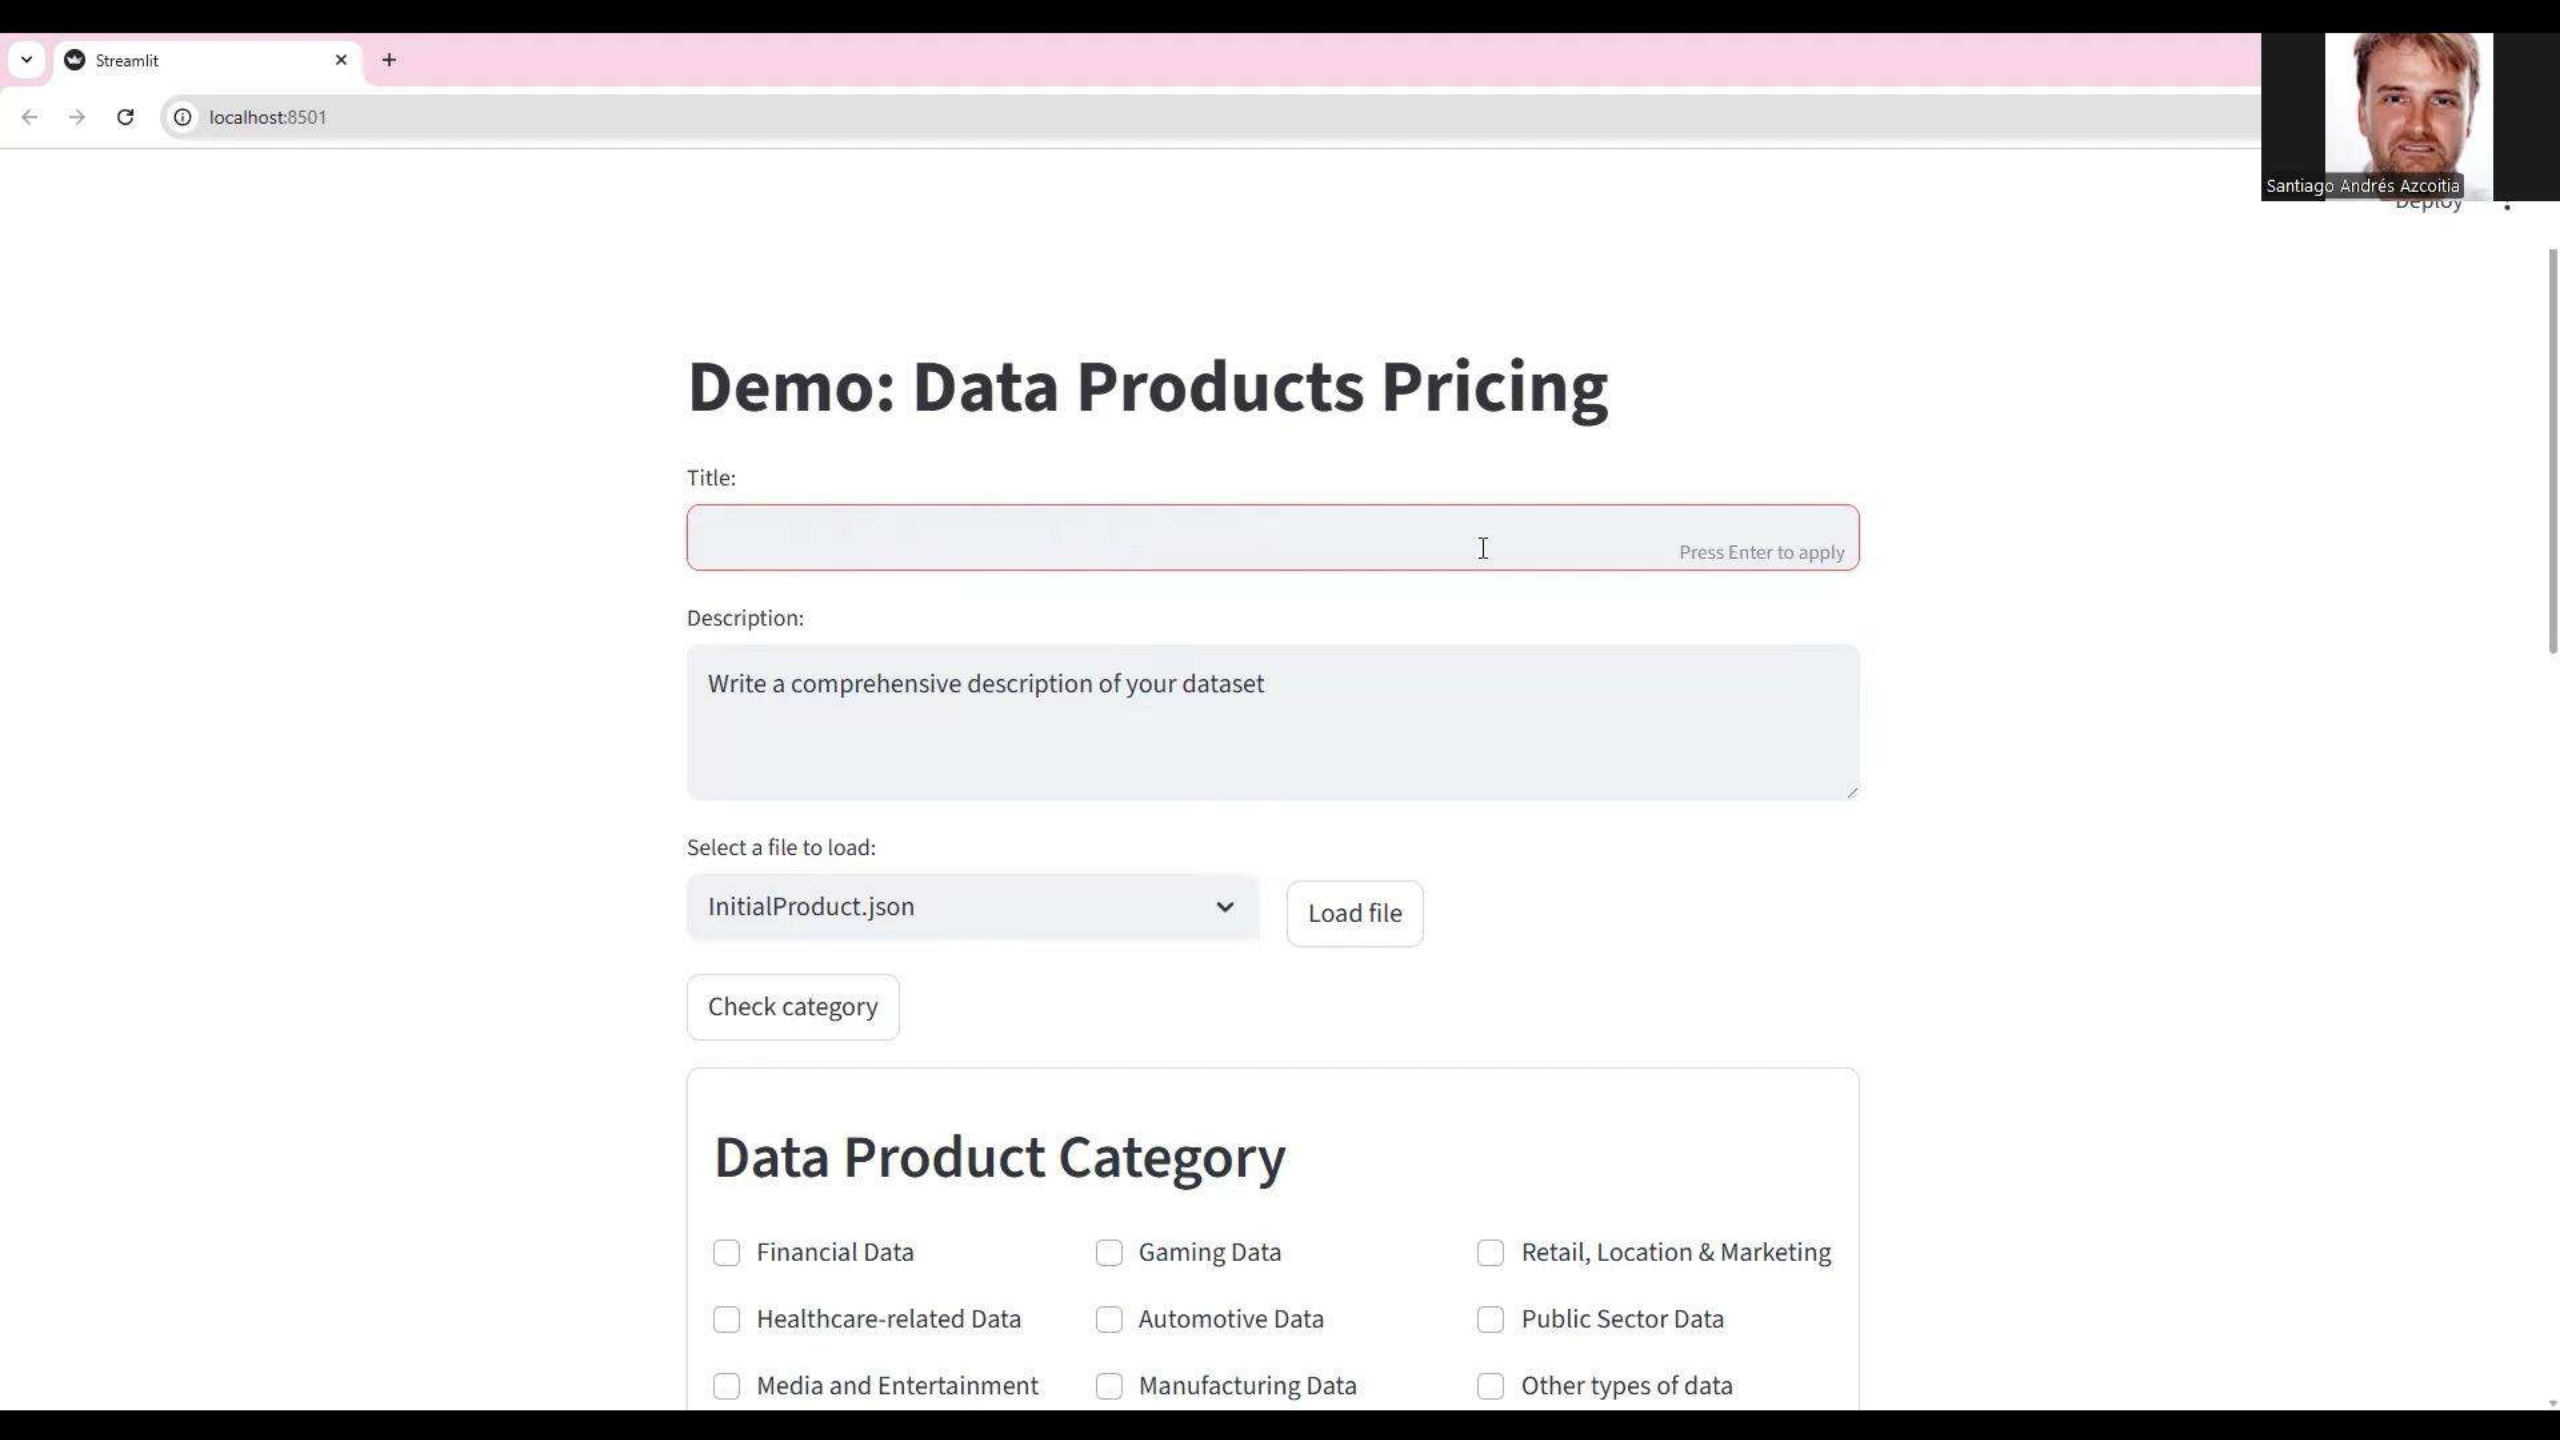 Streamlit
localhost:8501
Santiago Andrés Azcoitia
Deploy
Demo: Data Products Pricing
Title:
Press Enter to apply
Description:
Write a comprehensive description of your dataset
Select a file to load:
InitialProduct.json
Load file
Check category
Data Product Category
Financial Data
Gaming Data
Retail, Location & Marketing
Healthcare-related Data
Automotive Data
Public Sector Data
Media and Entertainment
Manufacturing Data
Other types of data